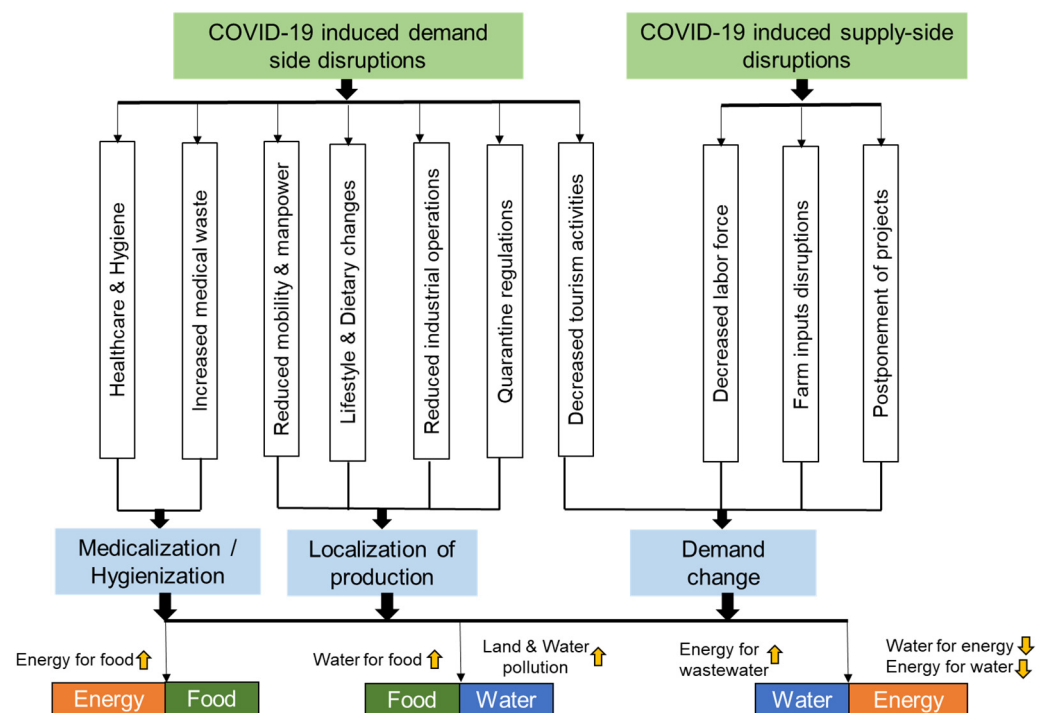 COVID-19 induced demand
side disruptions
COVID-19 induced supply-side
disruptions
Healthcare & Hygiene
Increased medical waste
Reduced mobility & manpower
Lifestyle & Dietary changes
Reduced industrial operations
Quarantine regulations
Decreased tourism activities
Decreased labor force
Farm inputs disruptions
Postponement of projects
Medicalization /
Hygienization
Localization of
production
Demand
change
Energy for food
Water for food
Land & Water
pollution
Energy for
wastewater
Water for energy
Energy for water
Energy
Food
Food
Water
Water
Energy